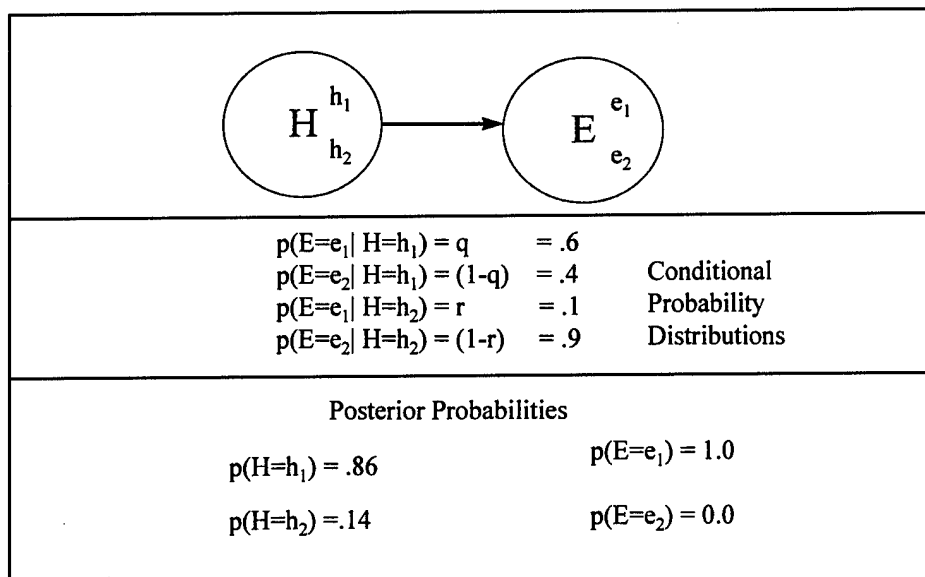 h₁
H
h₂
e₁
E
e₂
p(E=e₁| H=h₁) = q = .6
p(E=e₂| H=h₁) = (1-q) = .4 Conditional
p(E=e₁| H=h₂) = r = .1 Probability
p(E=e₂| H=h₂) = (1-r) = .9 Distributions
Posterior Probabilities
p(H=h₁) = .86 p(E=e₁) = 1.0
p(H=h₂) =.14 p(E=e₂) = 0.0